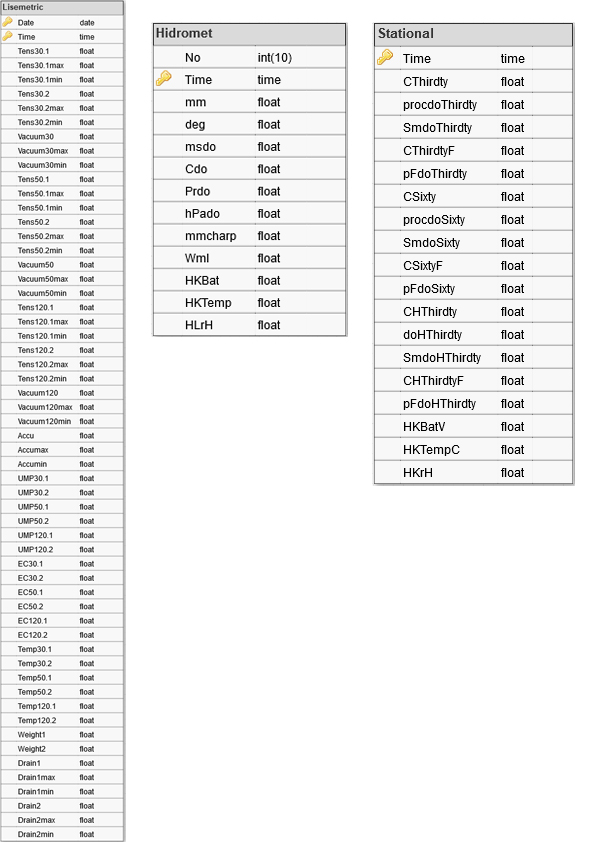 Lisemetric
Date date
Time time
Tens30.1 float
Tens30.1max float
Tens30.1min float
Tens30.2 float
Tens30.2max float
Tens30.2min float
Vacuum30 float
Vacuum30max float
Vacuum30min float
Tens50.1 float
Tens50.1max float
Tens50.1min float
Tens50.2 float
Tens50.2max float
Tens50.2min float
Vacuum50 float
Vacuum50max float
Vacuum50min float
Tens120.1 float
Tens120.1max float
Tens120.1min float
Tens120.2 float
Tens120.2max float
Tens120.2min float
Vacuum120 float
Vacuum120max float
Vacuum120min float
Accu float
Accumax float
Accumin float
UMP30.1 float
UMP30.2 float
UMP50.1 float
UMP50.2 float
UMP120.1 float
UMP120.2 float
EC30.1 float
EC30.2 float
EC50.1 float
EC50.2 float
EC120.1 float
EC120.2 float
Temp30.1 float
Temp30.2 float
Temp50.1 float
Temp50.2 float
Temp120.1 float
Temp120.2 float
Weight1 float
Weight2 float
Drain1 float
Drain1max float
Drain1min float
Drain2 float
Drain2max float
Drain2min float
Hidromet
No int(10)
Time time
mm float
deg float
msdo float
Cdo float
Prdo float
hPado float
mmcharp float
Wml float
HKBat float
HKTemp float
HLrH float
Stational
Time time
CThirdty float
procdoThirdty float
SmdoThirdty float
CThirdtyF float
pFdoThirdty float
CSixty float
procdoSixty float
SmdoSixty float
CSixtyF float
pFdoSixty float
CHThirdty float
doHThirdty float
SmdoHThirdty float
CHThirdtyF float
pFdoHThirdty float
HKBatV float
HKTempC float
HKrH float